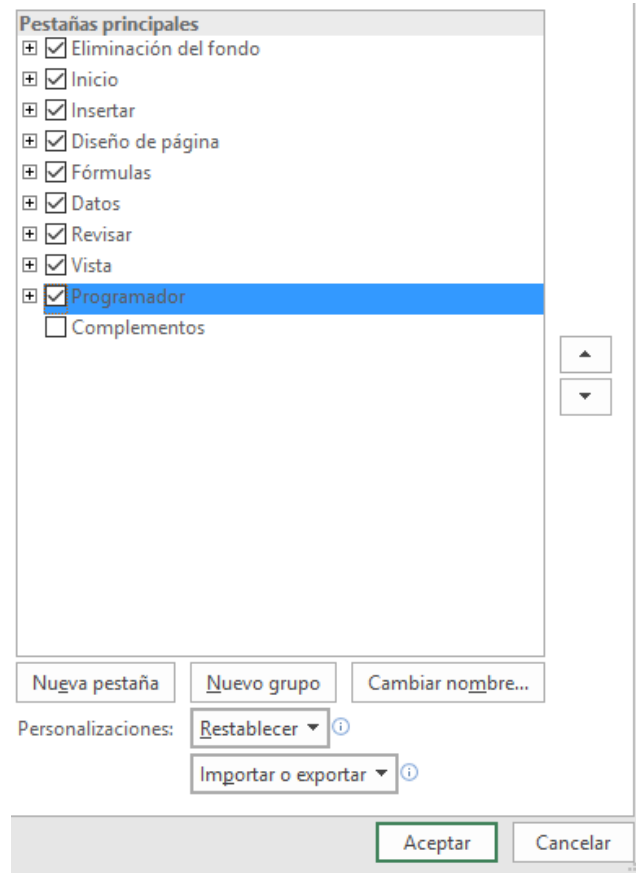 Pestañas principales
Eliminación del fondo
Inicio
Insertar
Diseño de página
Fórmulas
Datos
Revisar
Vista
Programador
Complementos
Nueva pestaña Nuevo grupo Cambiar nombre...
Personalizaciones: Restablecer
Importar o exportar
Aceptar Cancelar